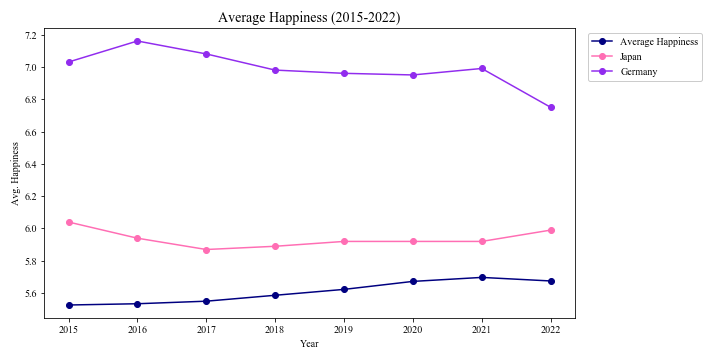 Average Happiness (2015-2022)
Average Happiness
Japan
Germany
Avg. Happiness
7.2
7.0
6.8
6.6
6.4
6.2
6.0
5.8
5.6
2015 2016 2017 2018 2019 2020 2021 2022
Year